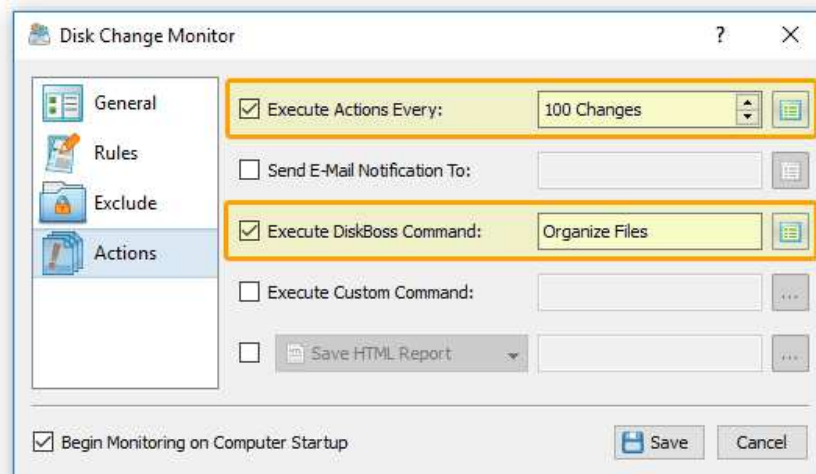 Disk Change Monitor ?
General
Rules
Exclude
Actions
Execute Actions Every: 100 Changes
Send E-Mail Notification To:
Execute DiskBoss Command: Organize Files
Execute Custom Command: ...
Save HTML Report ...
Begin Monitoring on Computer Startup
Save Cancel